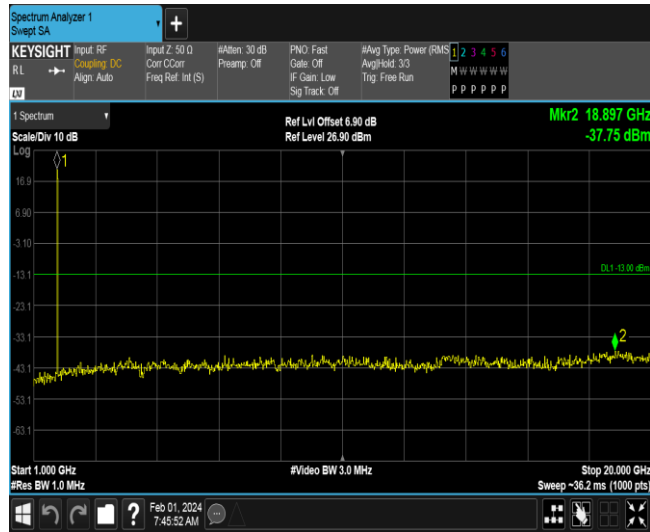 Spectrum Analyzer 1
Swept SA
KEYSIGHT Input: RF Input Z: 50 Ω #Atten: 30 dB PNO: Fast #Avg Type: Power (RMS 1 2 3 4 5 6
RL Coupling: DC Corr CCorr Preamp: Off Gate: Off Avg|Hold: 3/3 M W W W W W
Align: Auto Freq Ref: Int (S) IF Gain: Low Trig: Free Run
LXI Sig Track: Off P P P P P P
1 Spectrum Ref Lvl Offset 6.90 dB Mkr2 18.897 GHz
Scale/Div 10 dB Ref Level 26.90 dBm -37.75 dBm
Log
1
16.9
6.90
-3.10
DL1 -13.00 dBm
-13.1
-23.1
-33.1
2
-43.1
-53.1
-63.1
Start 1.000 GHz #Video BW 3.0 MHz Stop 20.000 GHz
#Res BW 1.0 MHz Sweep ~36.2 ms (1000 pts)
? Feb 01, 2024
7:45:52 AM